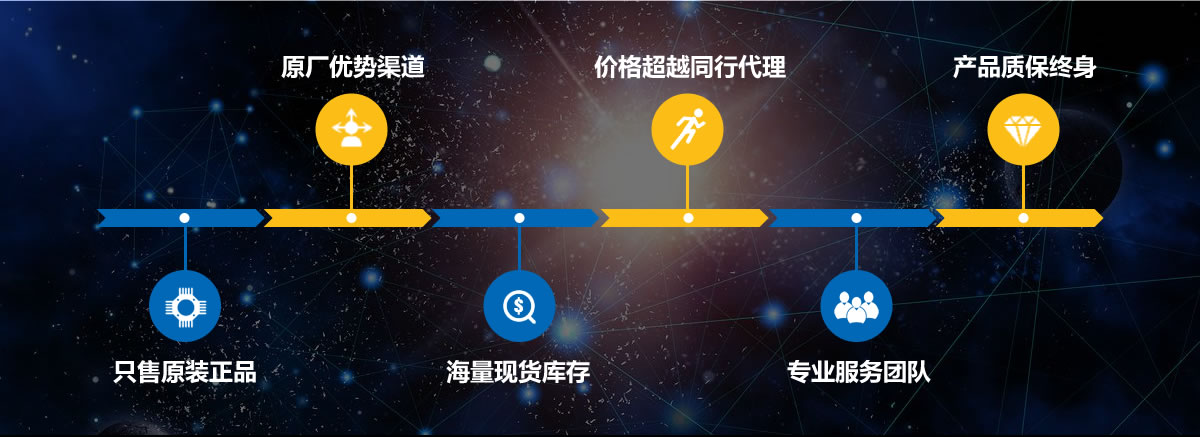 原厂优势渠道
价格超越同行代理
产品质保终身
只售原装正品
海量现货库存
专业服务团队